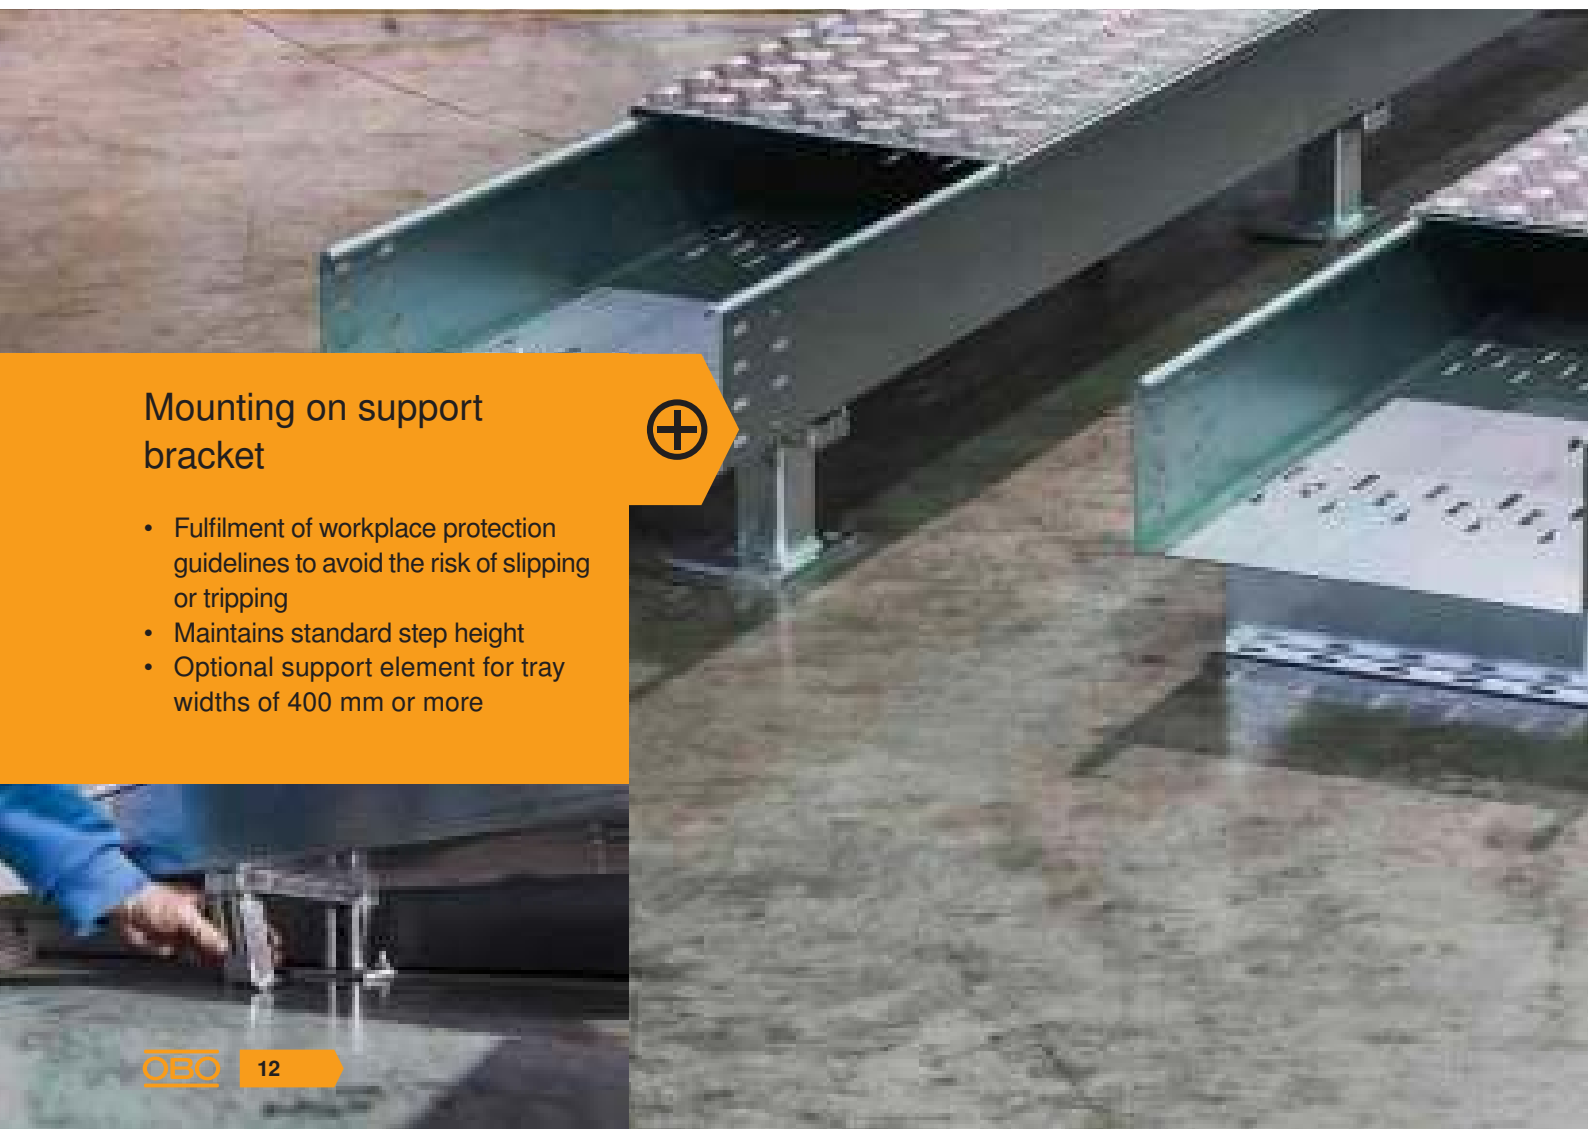 Mounting on support
bracket
• Fulfilment of workplace protection
guidelines to avoid the risk of slipping
or tripping
• Maintains standard step height
• Optional support element for tray
widths of 400 mm or more
OBO 12